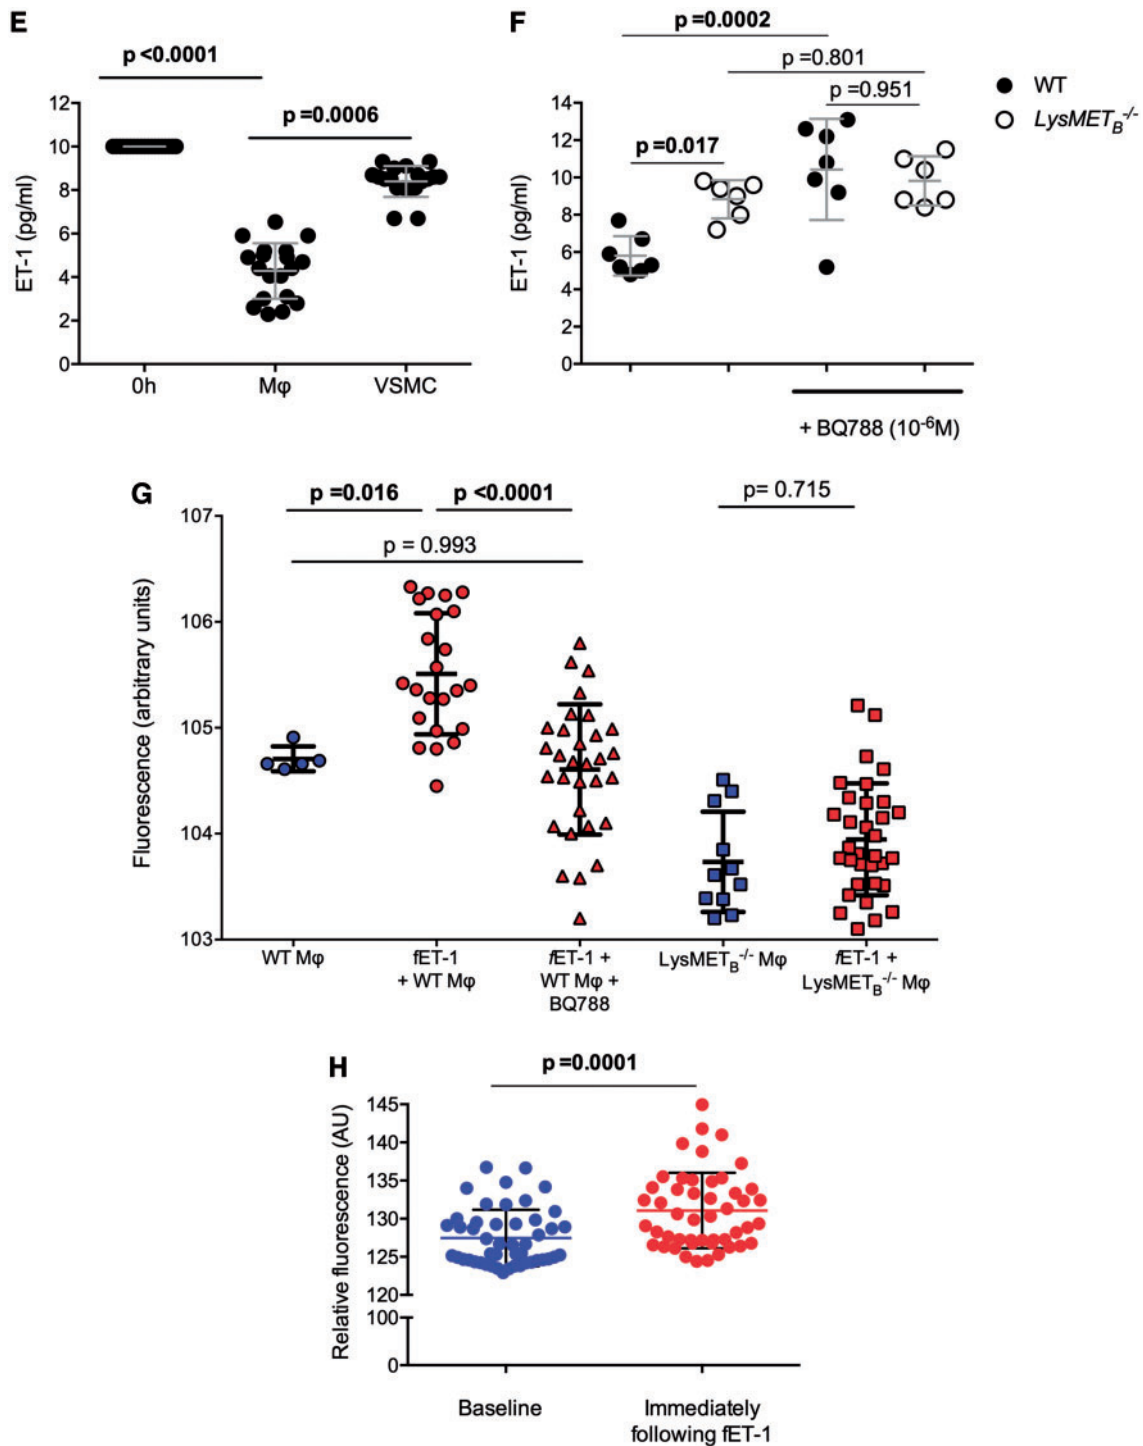 E
p <0.0001
p =0.0006
ET-1 (pg/ml)
12
10
8
6
4
2
0
0h
Mφ
VSMC
F
p =0.0002
p =0.801
p =0.951
p =0.017
WT
LysMET_B^-/-
ET-1 (pg/ml)
14
12
10
8
6
4
2
0
+ BQ788 (10^-6M)
G
p =0.016
p <0.0001
p= 0.715
p = 0.993
Fluorescence (arbitrary units)
107
106
105
104
103
WT Mφ
fET-1
+ WT Mφ
fET-1 +
WT Mφ +
BQ788
LysMET_B^-/- Mφ
fET-1 +
LysMET_B^-/- Mφ
H
p=0.0001
Relative fluorescence (AU)
145
140
135
130
125
120
100
0
Baseline
Immediately
following fET-1